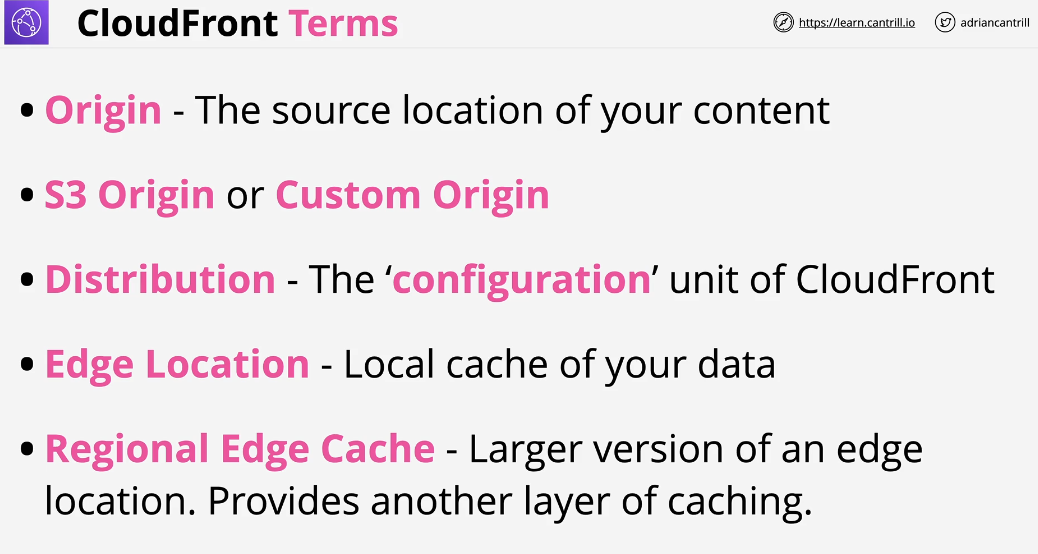 CloudFront Terms
https://learn.cantrill.io
adriancantrill
• Origin - The source location of your content
• S3 Origin or Custom Origin
• Distribution - The ‘configuration’ unit of CloudFront
• Edge Location - Local cache of your data
• Regional Edge Cache - Larger version of an edge
location. Provides another layer of caching.